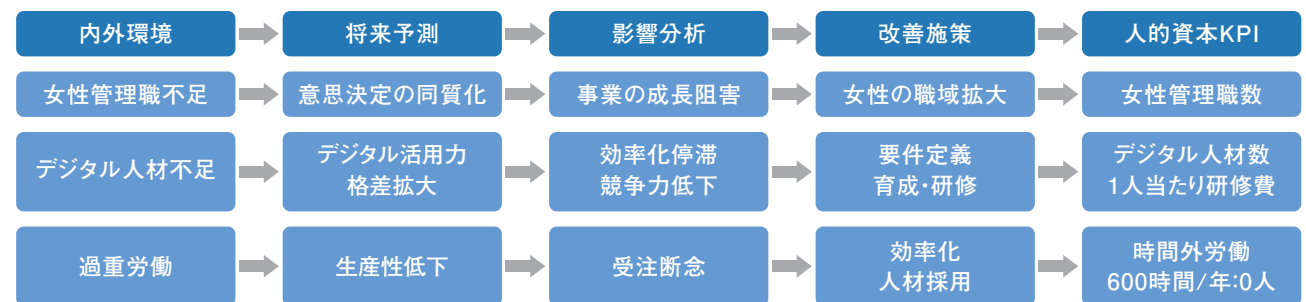 内外環境
将来予測
影響分析
改善施策
人的資本KPI
女性管理職不足
意思決定の同質化
事業の成長阻害
女性の職域拡大
女性管理職数
デジタル人材不足
デジタル活用力
格差拡大
効率化停滞
競争力低下
要件定義
育成・研修
デジタル人材数
1人当たり研修費
過重労働
生産性低下
受注断念
効率化
人材採用
時間外労働
600時間/年:0人